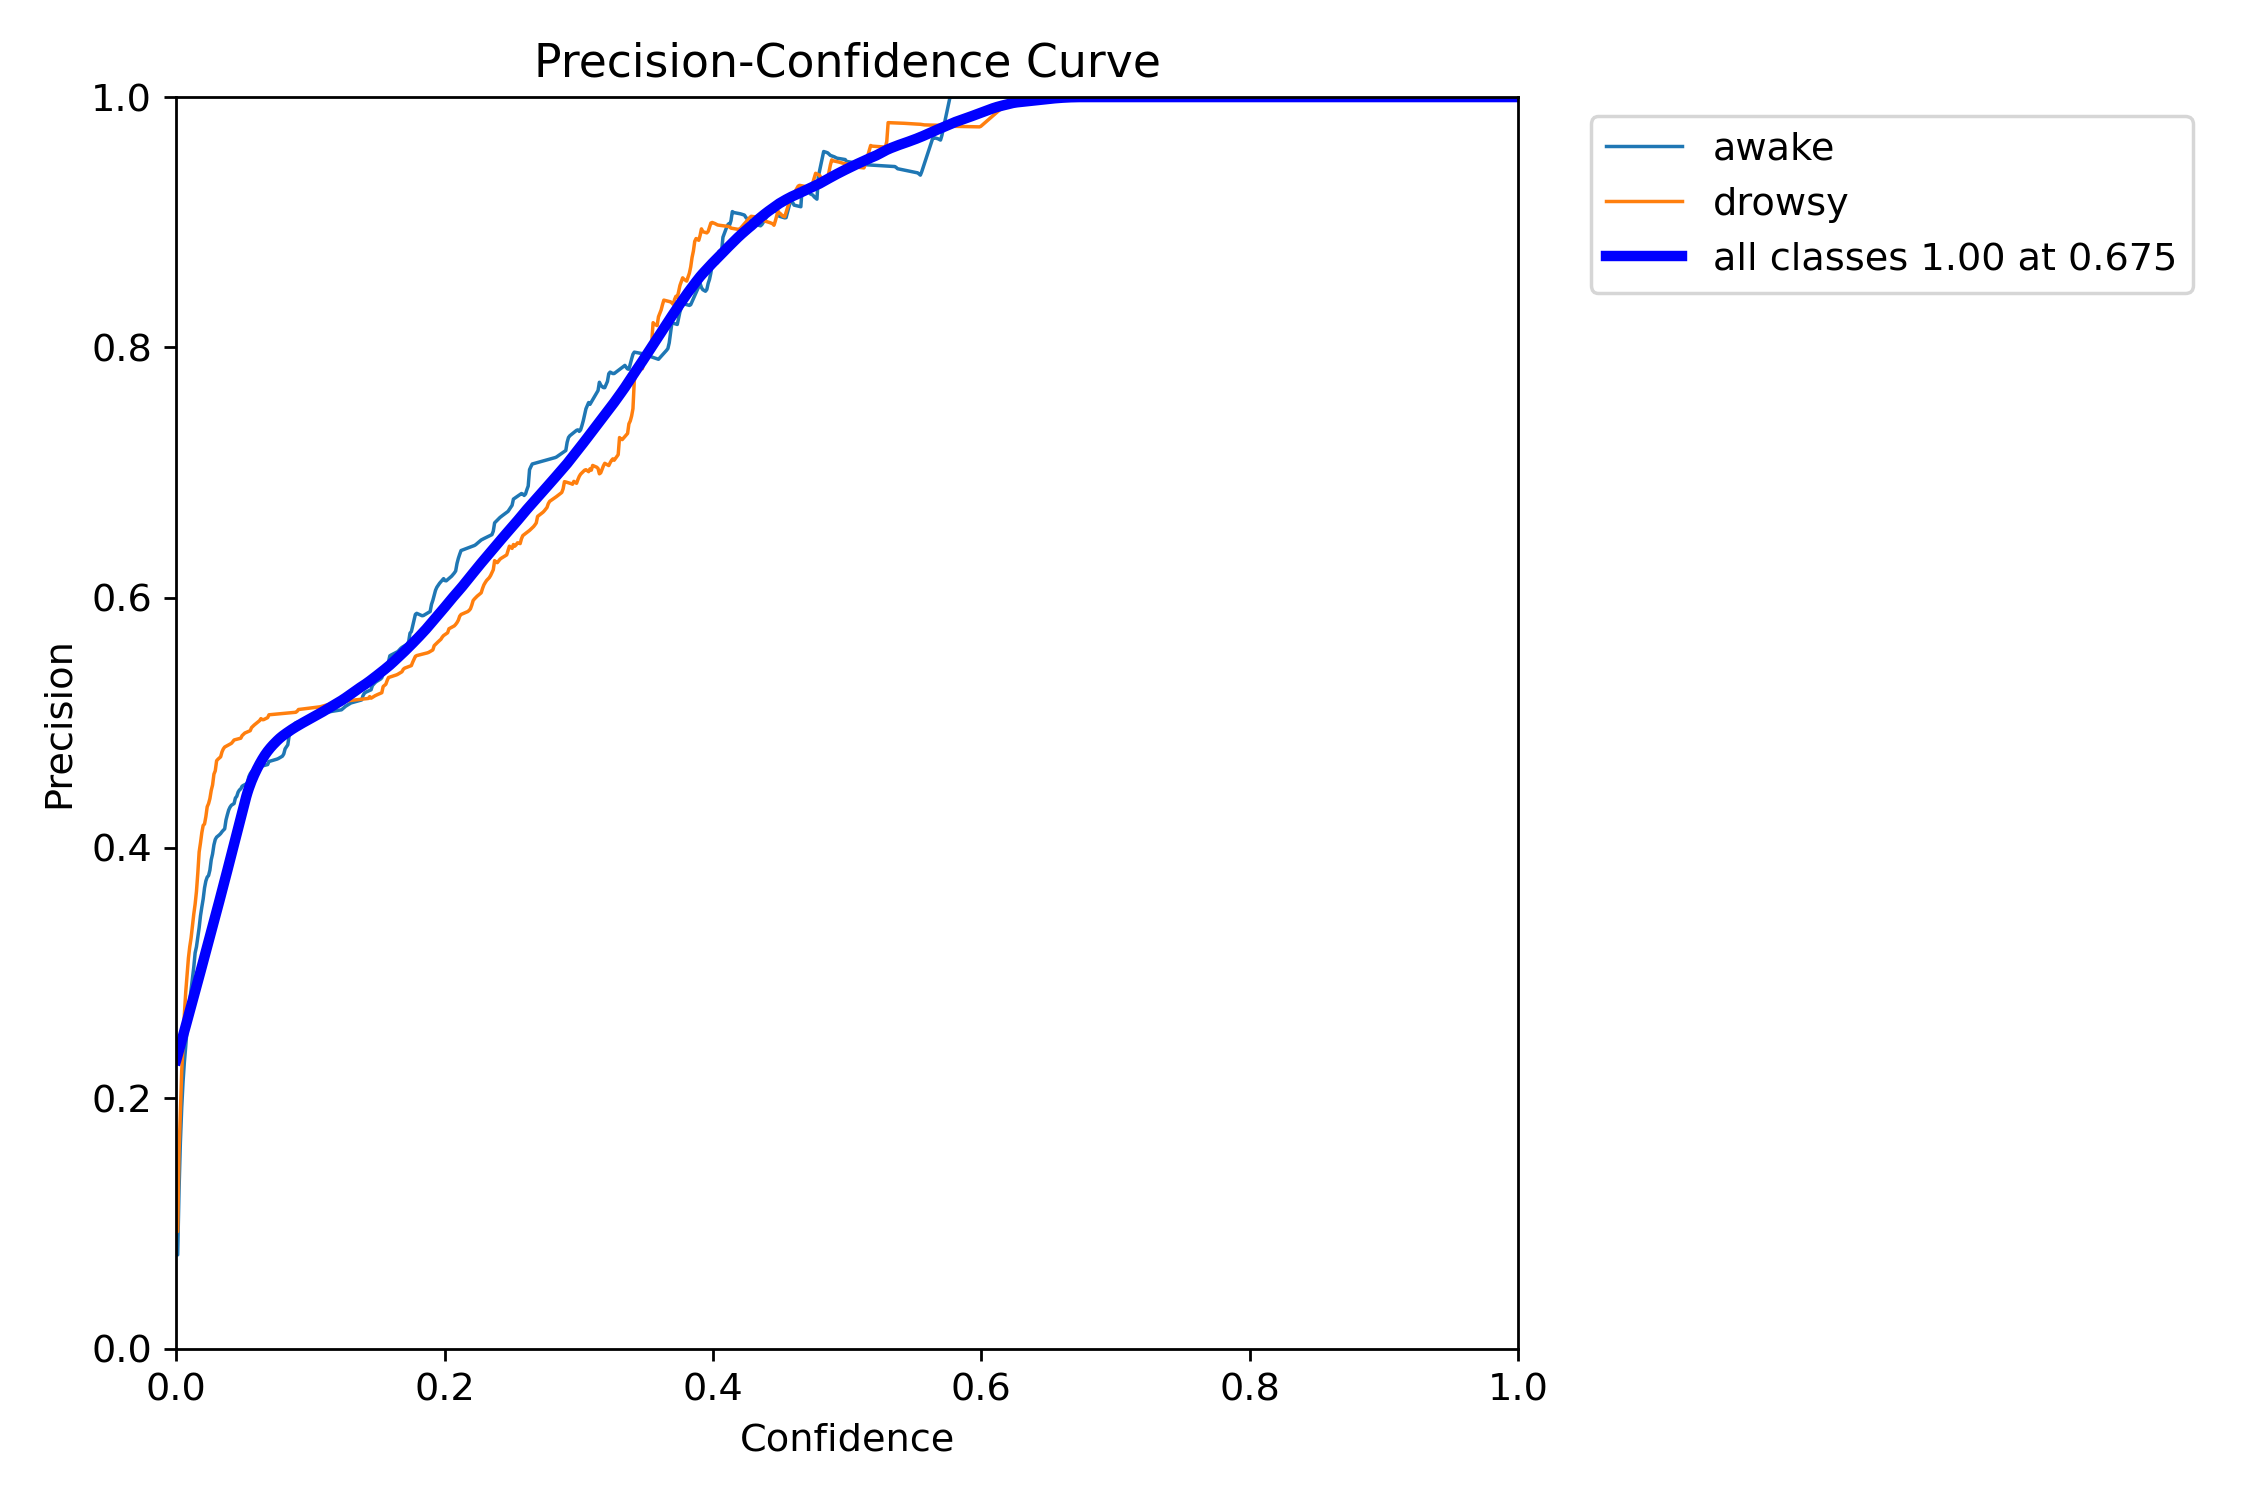 Precision-Confidence Curve
1.0
0.8
0.6
0.4
0.2
0.0
Precision
0.0 0.2 0.4 0.6 0.8 1.0
Confidence
awake
drowsy
all classes 1.00 at 0.675